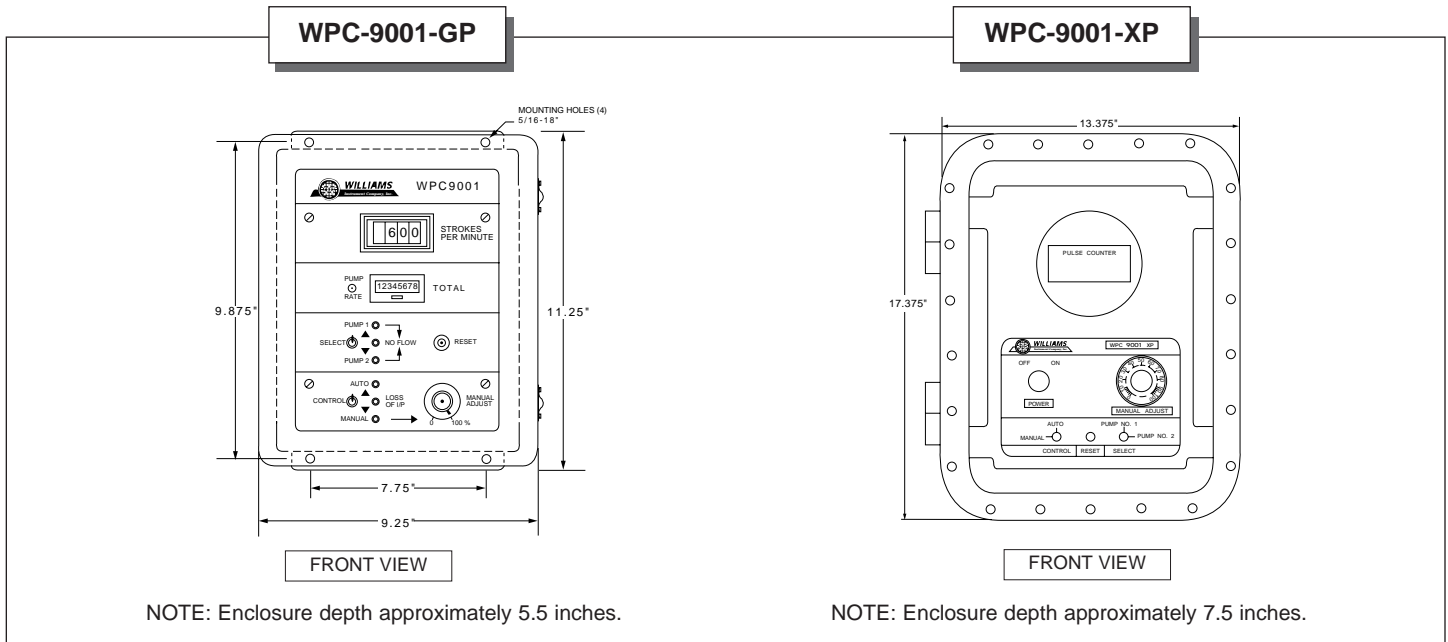 WPC-9001-GP
WPC-9001-XP
MOUNTING HOLES (4)
5/16-18"
WILLIAMS
WPC9001
600
STROKES
PER MINUTE
PUMP
RATE
12345678
TOTAL
PUMP 1
SELECT
NO FLOW
PUMP 2
RESET
AUTO
CONTROL
LOSS
OF I/P
MANUAL
MANUAL
ADJUST
0
100 %
9.875"
11.25"
7.75"
9.25"
FRONT VIEW
NOTE: Enclosure depth approximately 5.5 inches.
13.375"
17.375"
PULSE COUNTER
WILLIAMS
WPC 9001 XP
OFF
ON
POWER
MANUAL ADJUST
AUTO
MANUAL
PUMP NO. 1
PUMP NO. 2
CONTROL
RESET
SELECT
FRONT VIEW
NOTE: Enclosure depth approximately 7.5 inches.